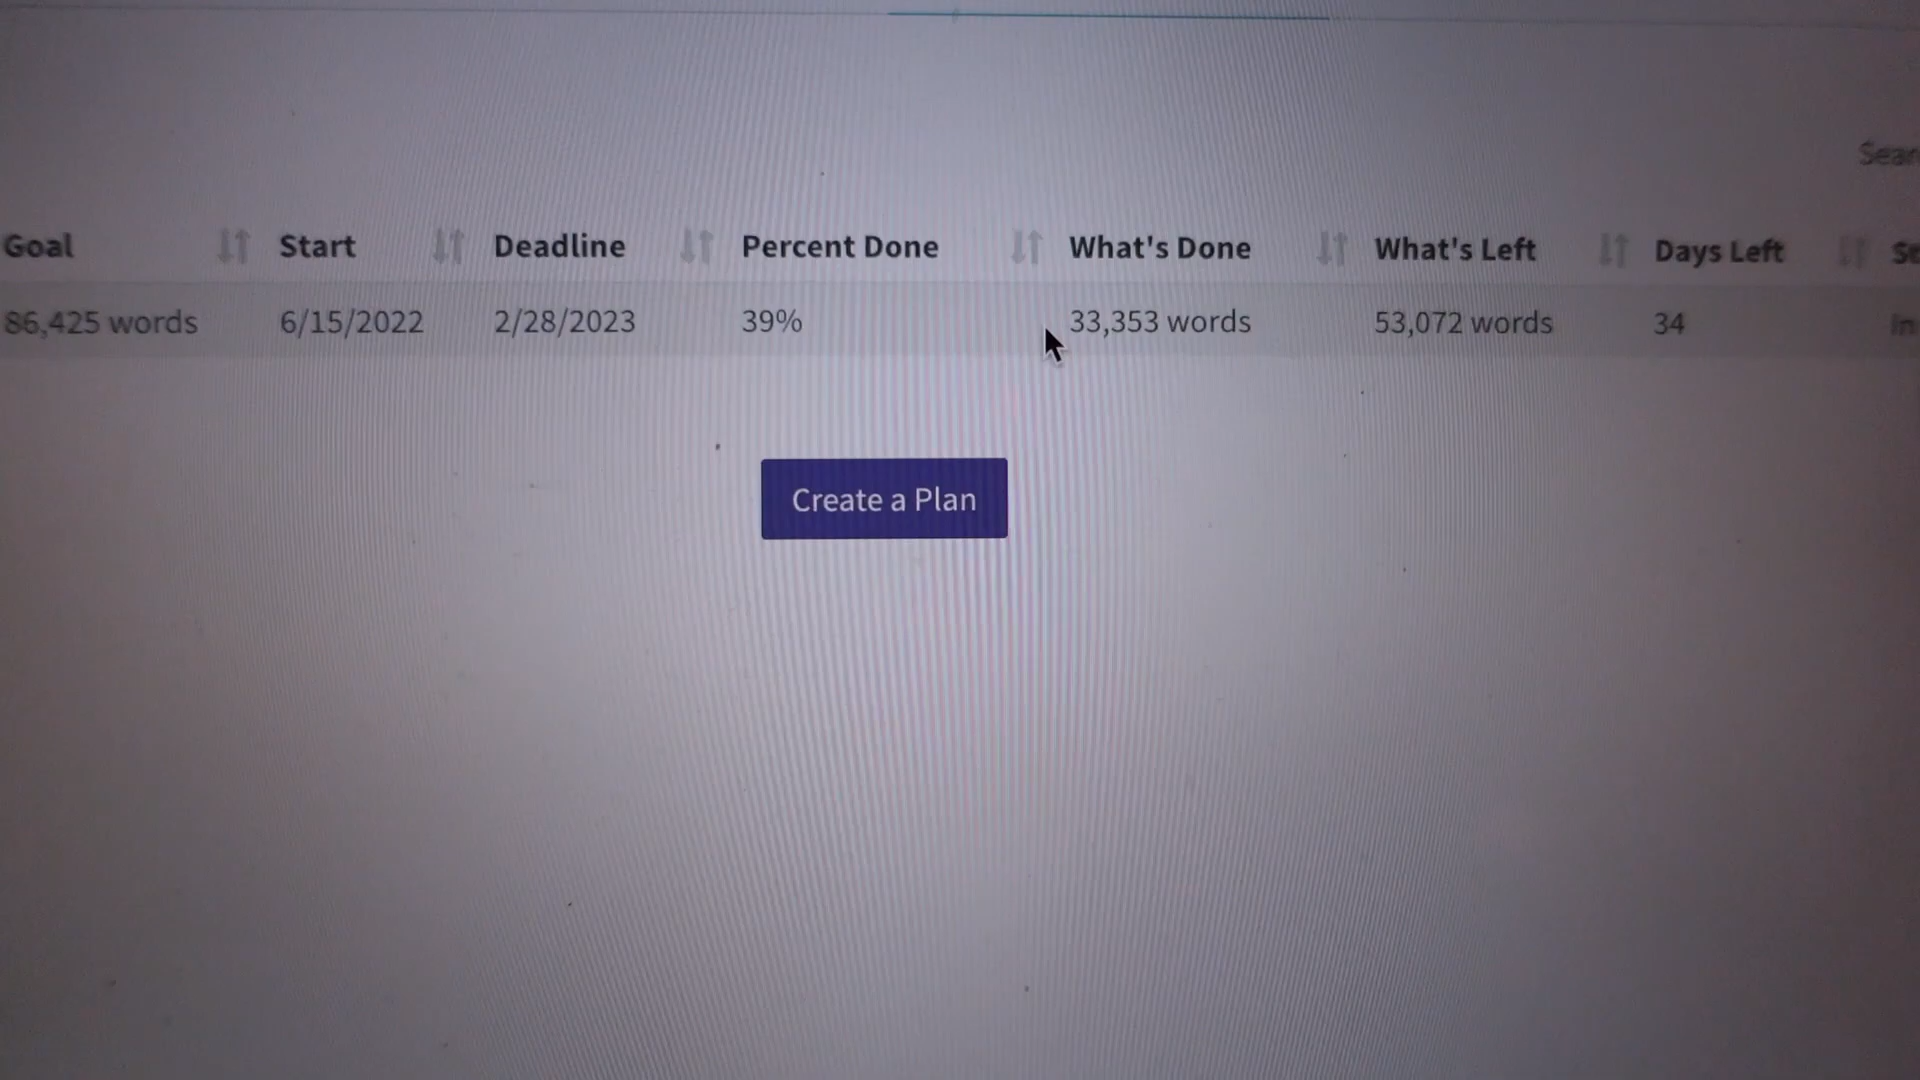 Goal Start Deadline Percent Done What's Done What's Left Days Left
86,425 words 6/15/2022 2/28/2023 39% 33,353 words 53,072 words 34
Create a Plan